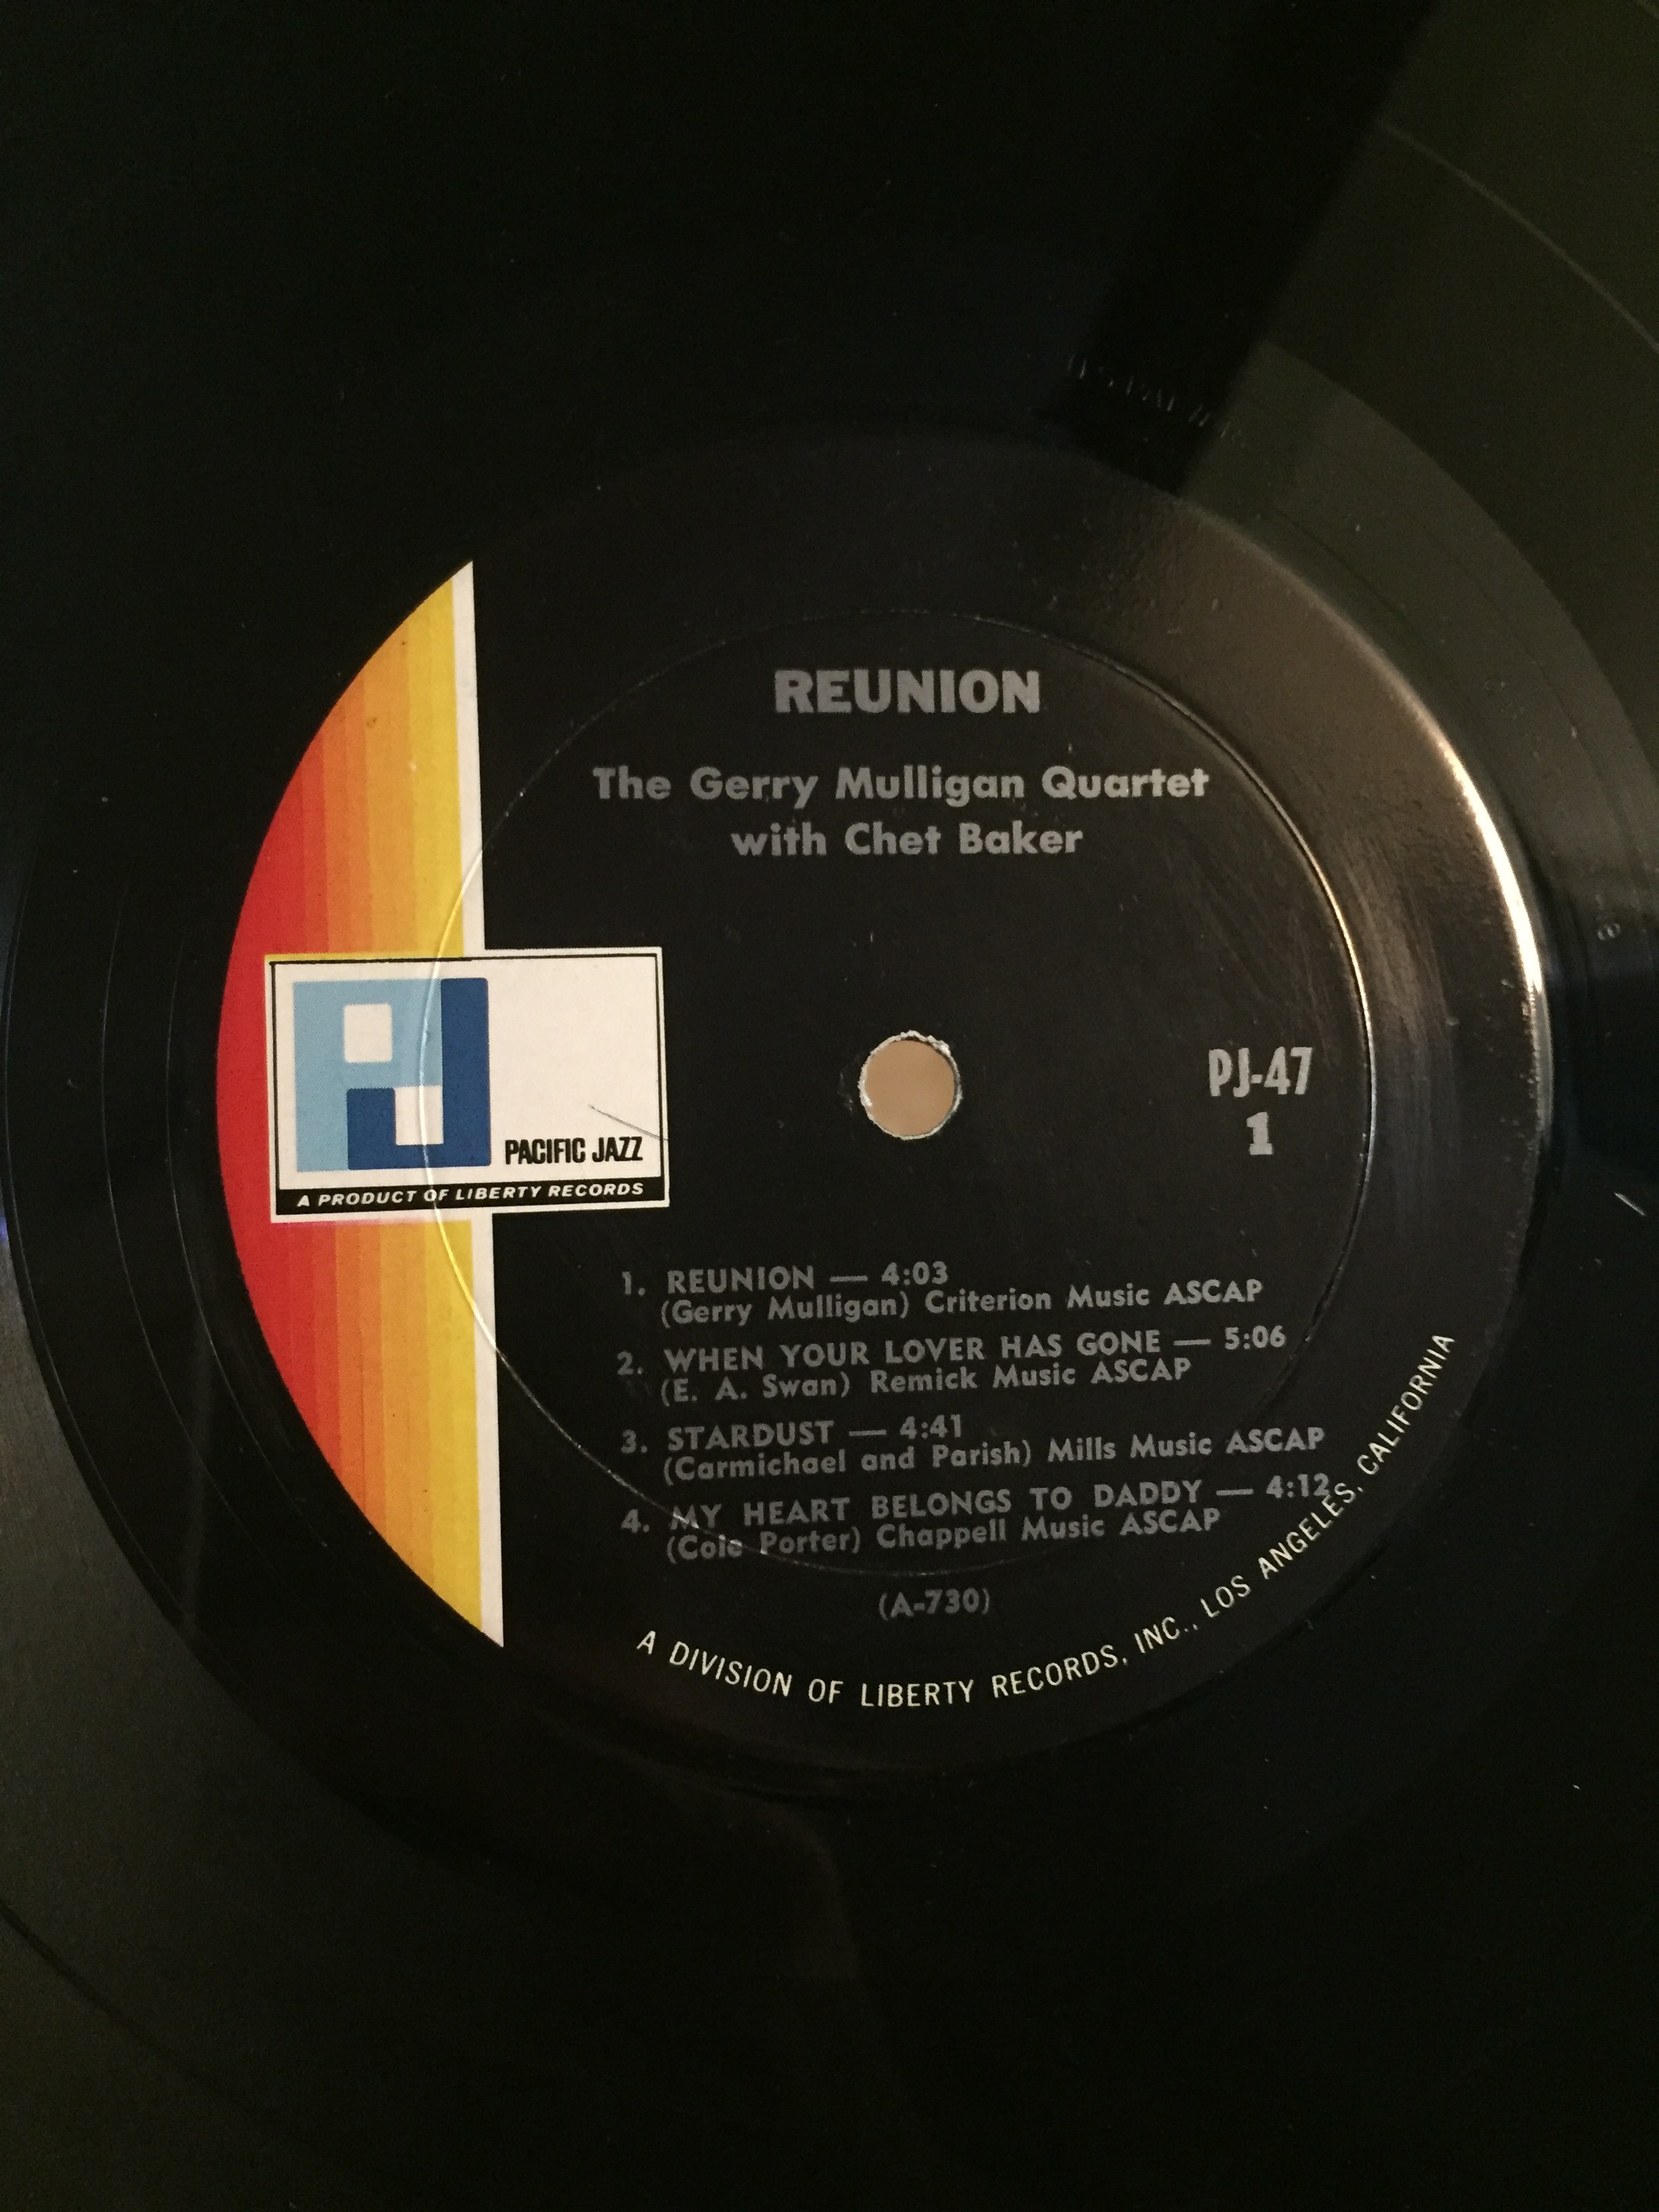 REUNION
The Gerry Mulligan Quartet
with Chet Baker
PJ-47
1
PJ
PACIFIC JAZZ
A PRODUCT OF LIBERTY RECORDS
1. REUNION — 4:03
(Gerry Mulligan) Criterion Music ASCAP
2. WHEN YOUR LOVER HAS GONE — 5:06
(E. A. Swan) Remick Music ASCAP
3. STARDUST — 4:41
(Carmichael and Parish) Mills Music ASCAP
4. MY HEART BELONGS TO DADDY — 4:12
(Cole Porter) Chappell Music ASCAP
(A-730)
A DIVISION OF LIBERTY RECORDS, INC., LOS ANGELES, CALIFORNIA